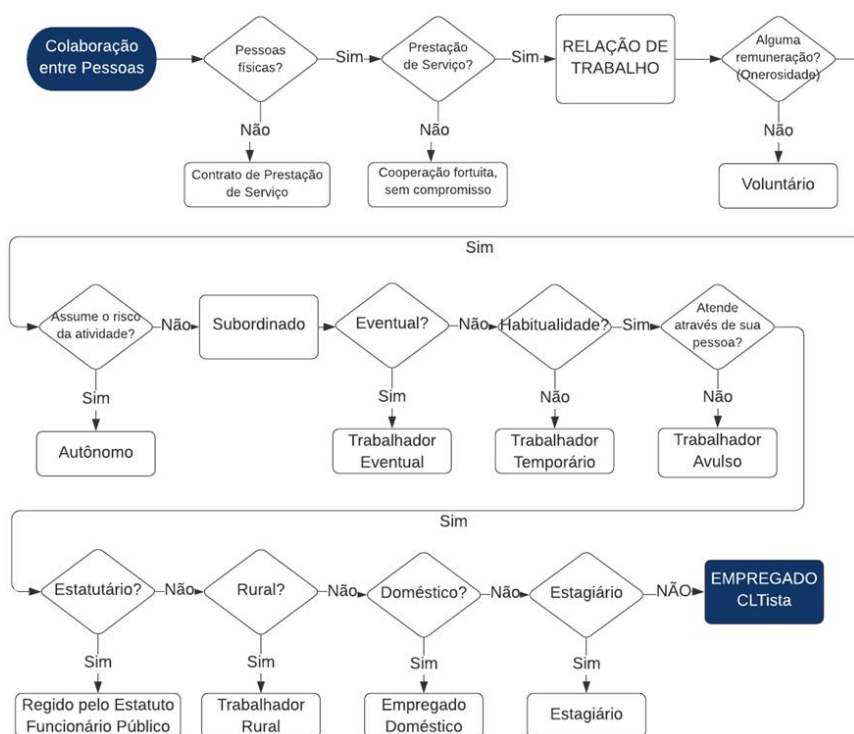 Colaboração
entre Pessoas
Pessoas
físicas?
Sim
Prestação
de Serviço?
Sim
RELAÇÃO DE
TRABALHO
Alguma
remuneração?
(Onerosidade)
Não
Contrato de Prestação
de Serviço
Não
Cooperação fortuita,
sem compromisso
Não
Voluntário
Sim
Assume o risco
da atividade?
Não
Subordinado
Eventual?
Não
Habitualidade?
Sim
Atende
através de sua
pessoa?
Sim
Autônomo
Sim
Trabalhador
Eventual
Não
Trabalhador
Temporário
Não
Trabalhador
Avulso
Sim
Estatutário?
Não
Rural?
Não
Doméstico?
Não
Estagiário
NÃO
EMPREGADO
CLTista
Sim
Regido pelo Estatuto
Funcionário Público
Sim
Trabalhador
Rural
Sim
Empregado
Doméstico
Sim
Estagiário